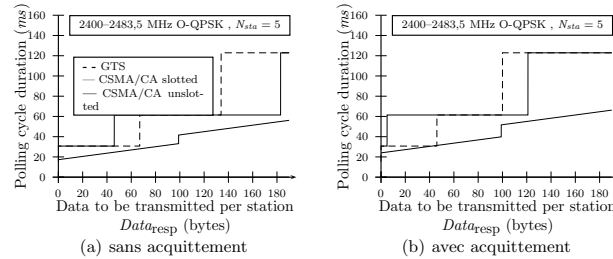 160
140
120
100
80
60
40
20
0
Polling cycle duration (ms)
2400–2483,5 MHz O-QPSK , Nsta = 5
GTS
CSMA/CA slotted
CSMA/CA unslot-
ted
0 20 40 60 80 100 120 140 160 180
Data to be transmitted per station
Dataresp (bytes)
(a) sans acquittement
160
140
120
100
80
60
40
20
0
Polling cycle duration (ms)
2400–2483,5 MHz O-QPSK , Nsta = 5
0 20 40 60 80 100 120 140 160 180
Data to be transmitted per station
Dataresp (bytes)
(b) avec acquittement